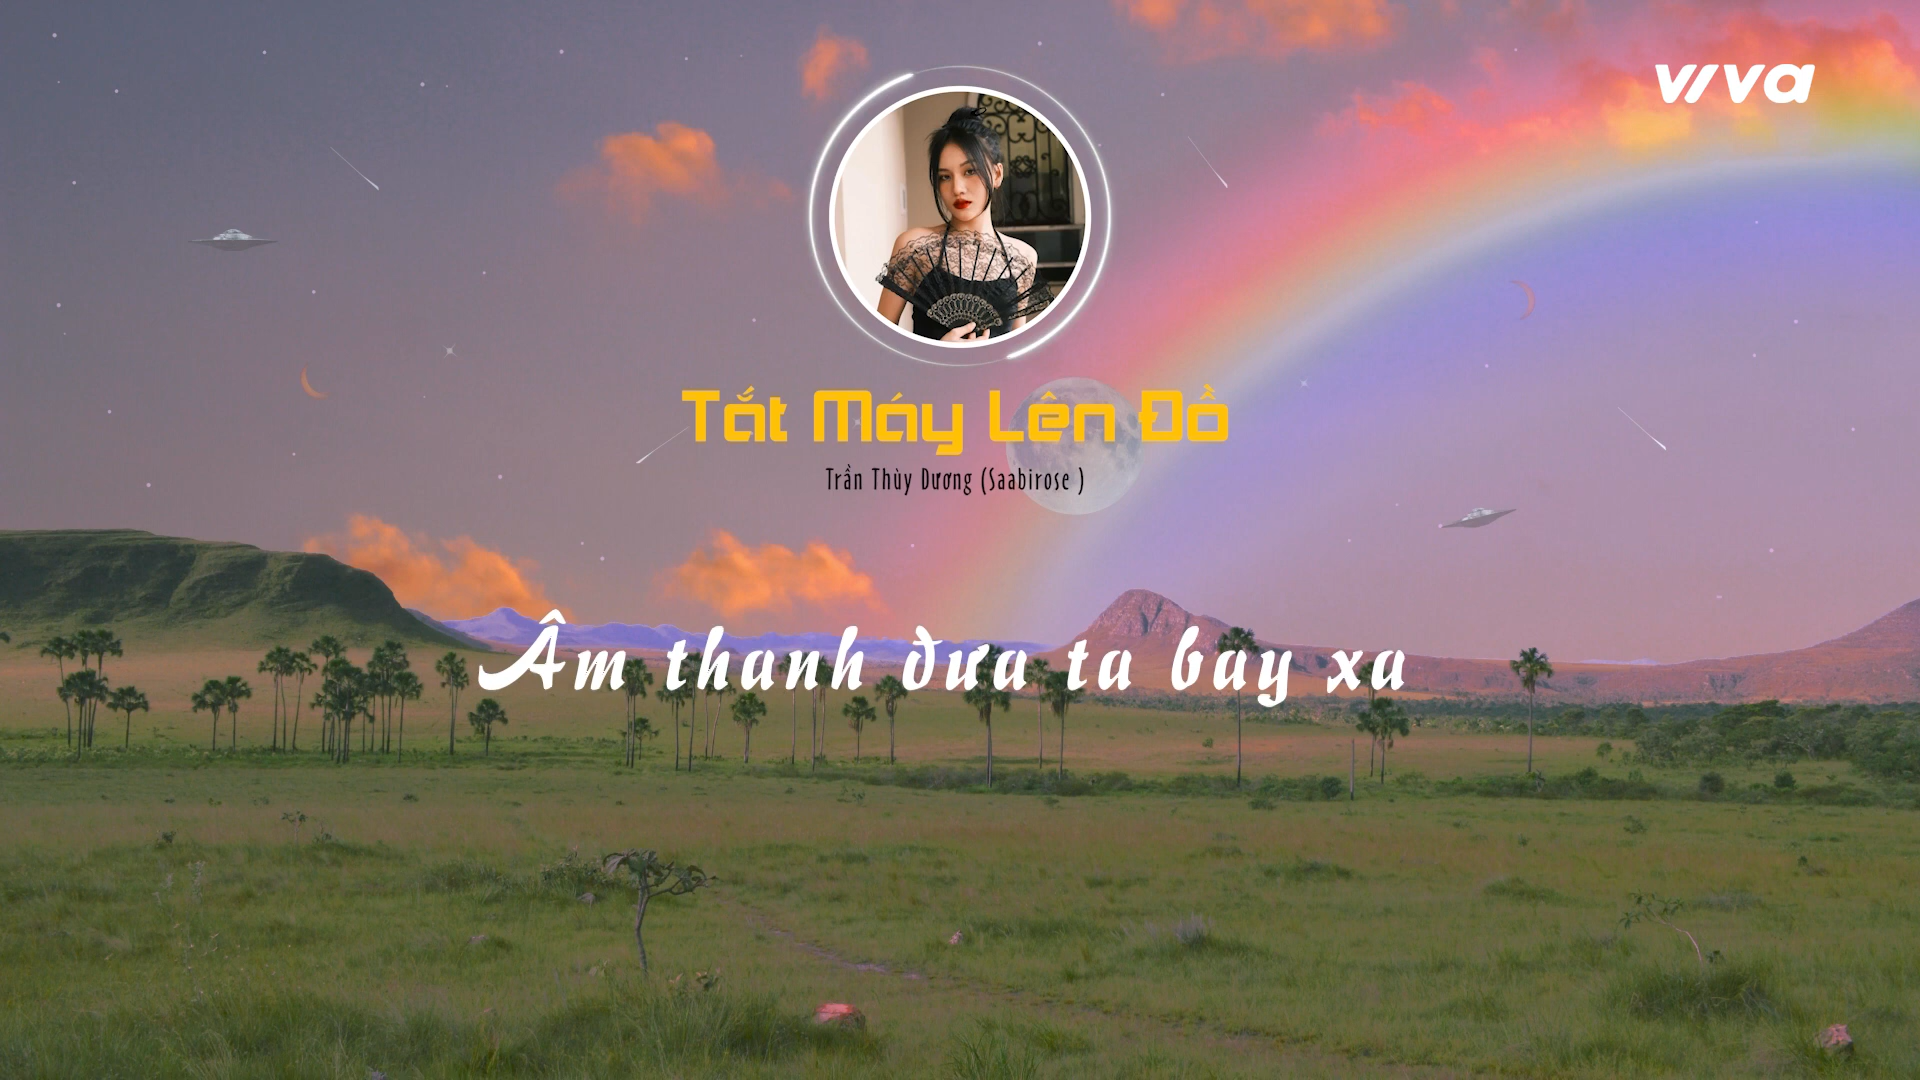 viva
Tắt Máy Lên Đồ
Trần Thùy Dương (Saabirose )
Âm thanh đưa ta bay xa